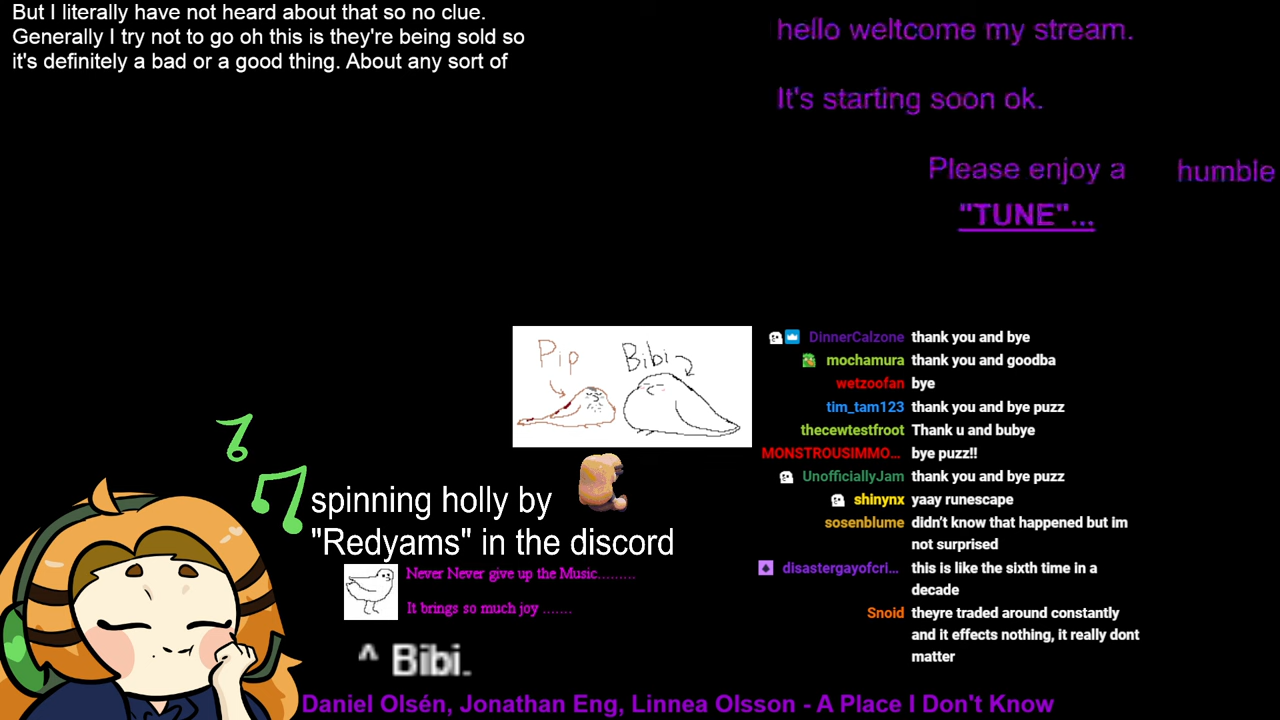 But I literally have not heard about that so no clue.
Generally I try not to go oh this is they're being sold so
it's definitely a bad or a good thing. About any sort of
hello weltcome my stream.
It's starting soon ok.
Please enjoy a humble
"TUNE"...
Pip
Bibi
DinnerCalzone thank you and bye
mochamura thank you and goodba
wetzoofan bye
tim_tam123 thank you and bye puzz
thecewtestfroot Thank u and bubye
MONSTROUSIMMO... bye puzz!!
UnofficiallyJam thank you and bye puzz
shinynx yaay runescape
sosenblume didn't know that happened but im
not surprised
disastergayofcri... this is like the sixth time in a
decade
Snoid theyre traded around constantly
and it effects nothing, it really dont
matter
spinning holly by
"Redyams" in the discord
Never Never give up the Music.........
It brings so much joy .......
^ Bibi.
Daniel Olsén, Jonathan Eng, Linnea Olsson - A Place I Don't Know